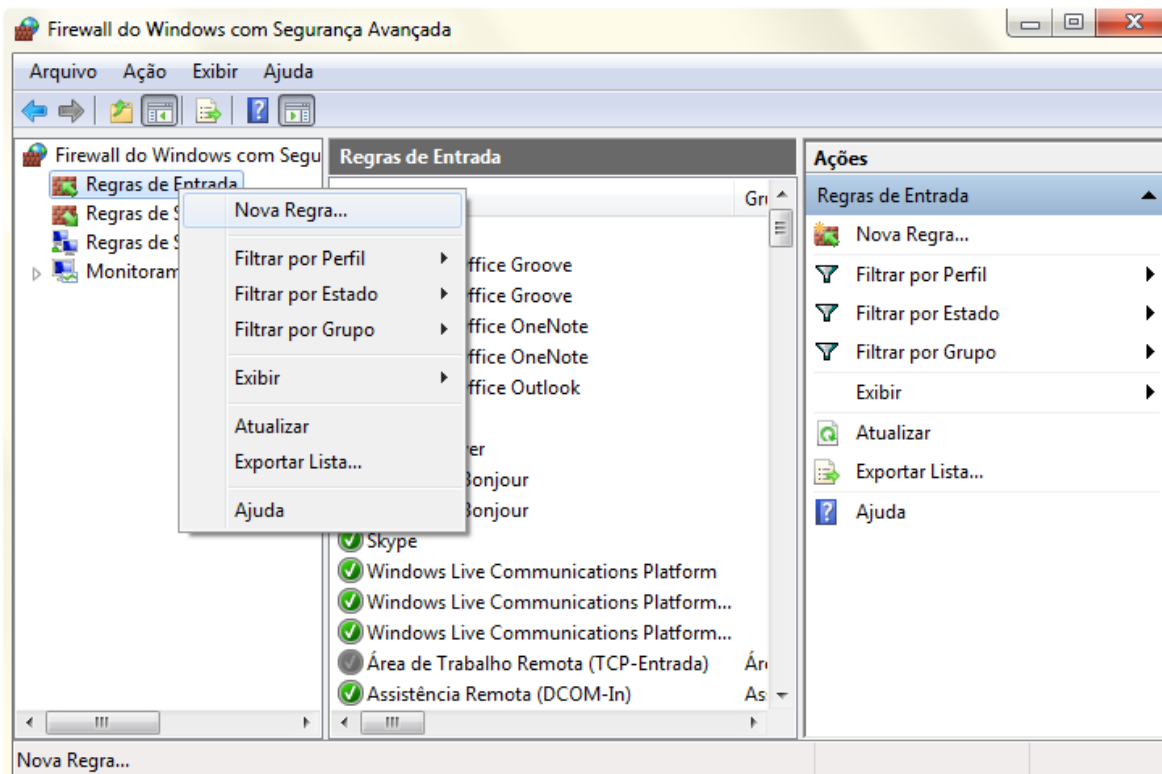 Firewall do Windows com Segurança Avançada
Arquivo Ação Exibir Ajuda
Firewall do Windows com Segu
Regras de Entrada
Regras de S
Regras de S
Monitoram
Nova Regra...
Filtrar por Perfil
Filtrar por Estado
Filtrar por Grupo
Exibir
Atualizar
Exportar Lista...
Ajuda
Regras de Entrada
ffice Groove
ffice Groove
ffice OneNote
ffice OneNote
ffice Outlook
er
Bonjour
Bonjour
Skype
Windows Live Communications Platform
Windows Live Communications Platform...
Windows Live Communications Platform...
Área de Trabalho Remota (TCP-Entrada) Áre
Assistência Remota (DCOM-In) As
Ações
Regras de Entrada
Nova Regra...
Filtrar por Perfil
Filtrar por Estado
Filtrar por Grupo
Exibir
Atualizar
Exportar Lista...
Ajuda
Nova Regra...